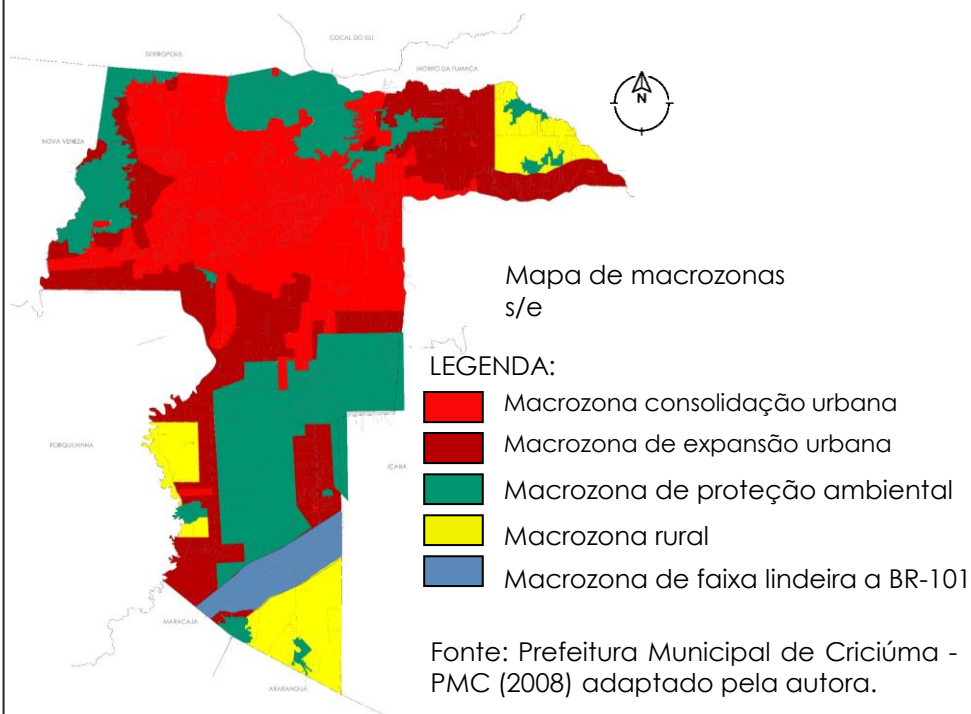 COCAL DO SUL
SIDERÓPOLIS
MORRO DA FUMAÇA
N
NOVA VENEZA
Mapa de macrozonas
s/e
LEGENDA:
Macrozona consolidação urbana
Macrozona de expansão urbana
FORQUILHINHA
IÇARA
Macrozona de proteção ambiental
Macrozona rural
Macrozona de faixa lindeira a BR-101
MARACAJÁ
Fonte: Prefeitura Municipal de Criciúma -
PMC (2008) adaptado pela autora.
ARARANGUÁ